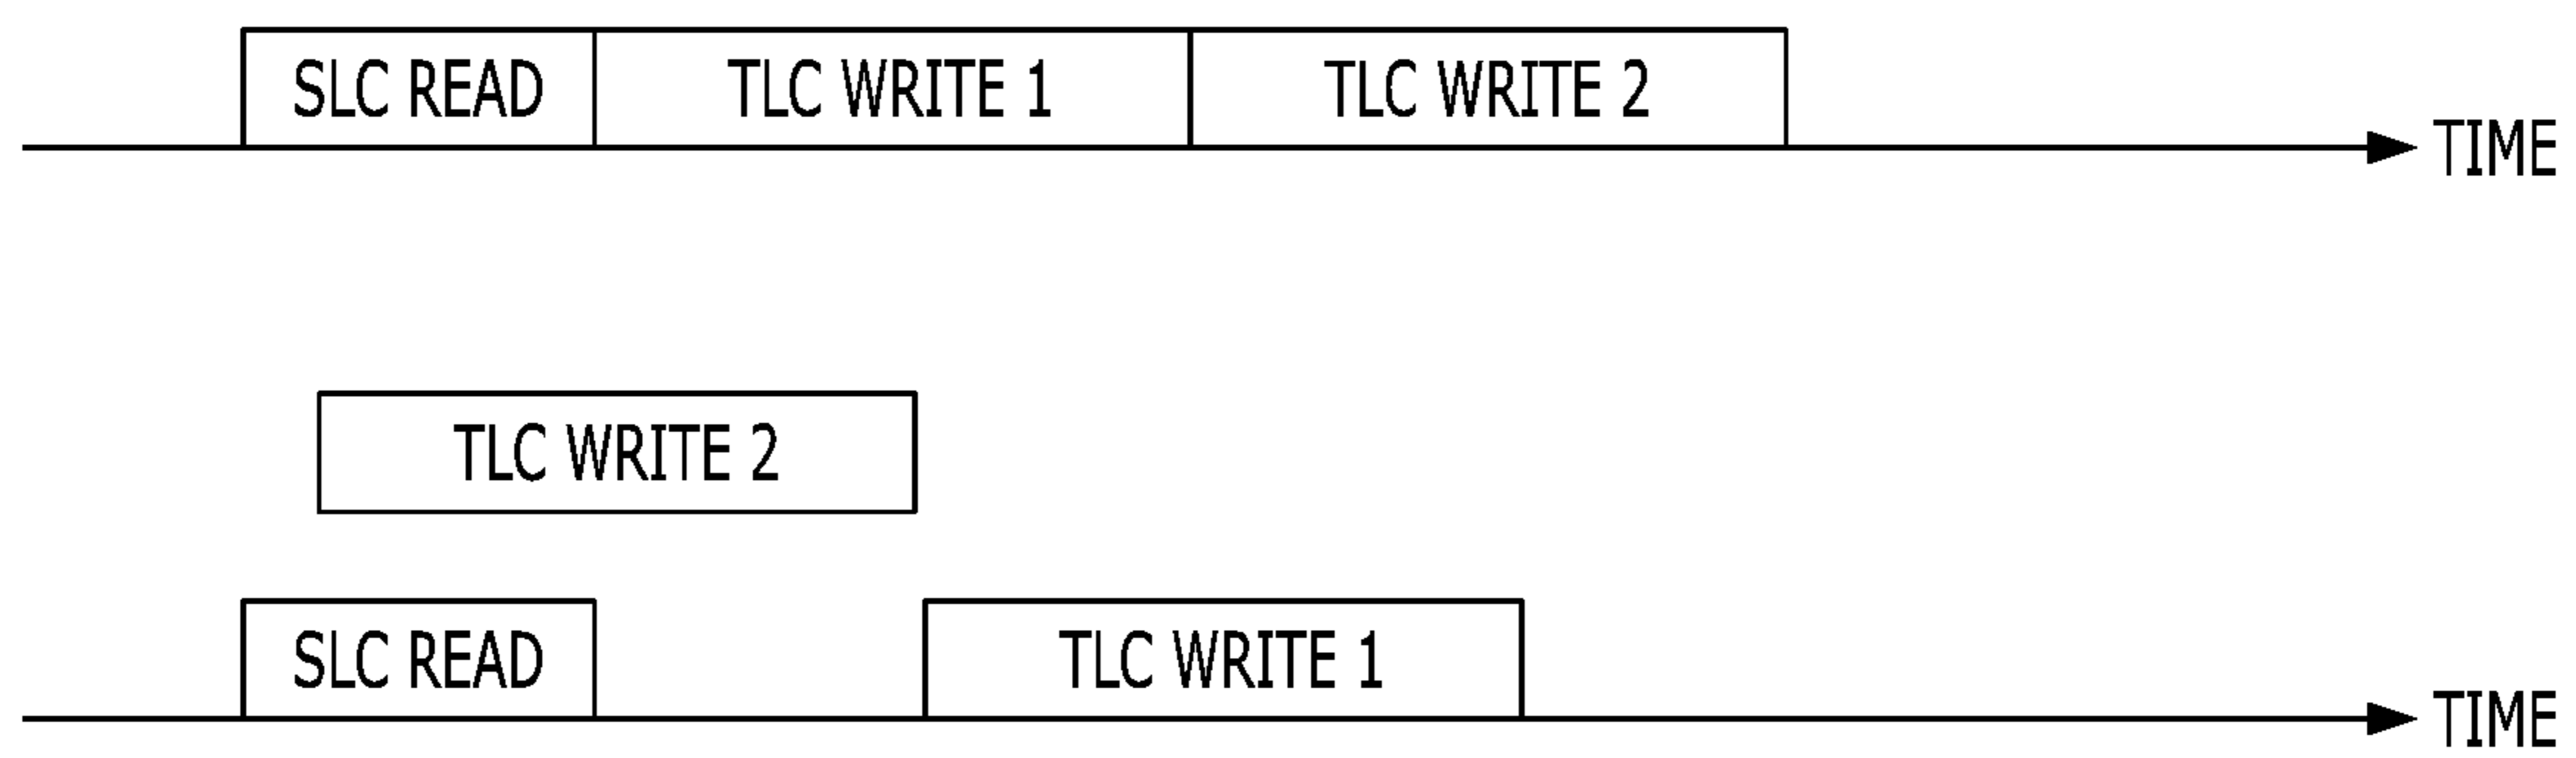 SLC READ TLC WRITE 1 TLC WRITE 2
TIME
TLC WRITE 2
SLC READ TLC WRITE 1
TIME